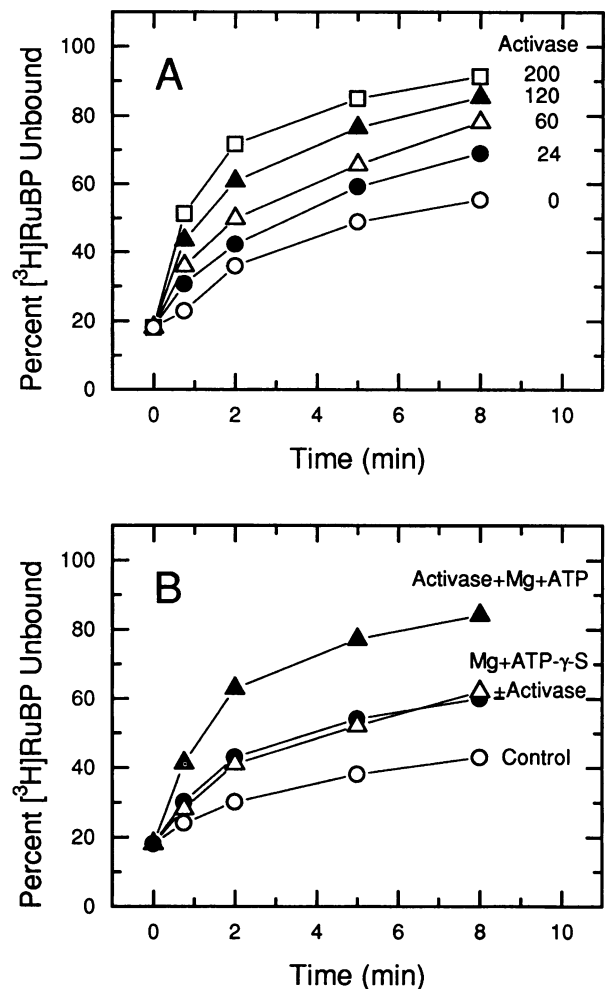 A
Activase
200
120
60
24
0
100
80
60
40
20
0
Percent [³H]RuBP Unbound
0 2 4 6 8 10
Time (min)
B
Activase+Mg+ATP
Mg+ATP-γ-S
±Activase
Control
100
80
60
40
20
0
Percent [³H]RuBP Unbound
0 2 4 6 8 10
Time (min)